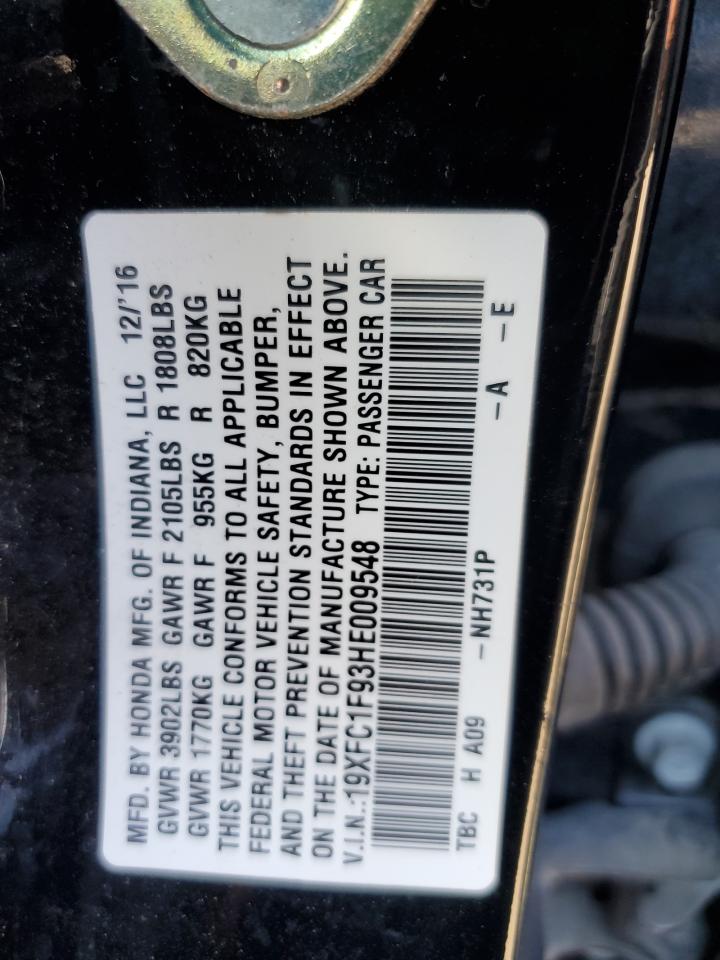 MFD. BY HONDA MFG. OF INDIANA, LLC 12/'16
GVWR 3902LBS GAWR F 2105LBS R 1808LBS
GVWR 1770KG GAWR F 955KG R 820KG
THIS VEHICLE CONFORMS TO ALL APPLICABLE
FEDERAL MOTOR VEHICLE SAFETY, BUMPER,
AND THEFT PREVENTION STANDARDS IN EFFECT
ON THE DATE OF MANUFACTURE SHOWN ABOVE.
V.I.N.:19XFC1F93HE009548 TYPE: PASSENGER CAR
TBC H A09 -NH731P -A -E